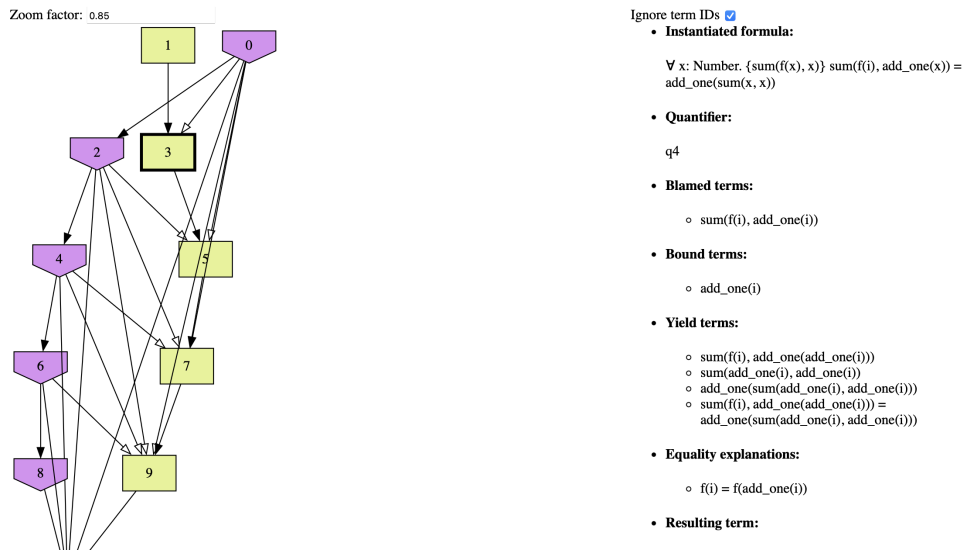 Zoom factor: 0.85
Ignore term IDs
1
0
2
3
4
5
6
7
8
9
Instantiated formula:
∀ x: Number. {sum(f(x), x)} sum(f(i), add_one(x)) =
add_one(sum(x, x))
Quantifier:
q4
Blamed terms:
sum(f(i), add_one(i))
Bound terms:
add_one(i)
Yield terms:
sum(f(i), add_one(add_one(i)))
sum(add_one(i), add_one(i))
add_one(sum(add_one(i), add_one(i)))
sum(f(i), add_one(add_one(i))) =
add_one(sum(add_one(i), add_one(i)))
Equality explanations:
f(i) = f(add_one(i))
Resulting term: